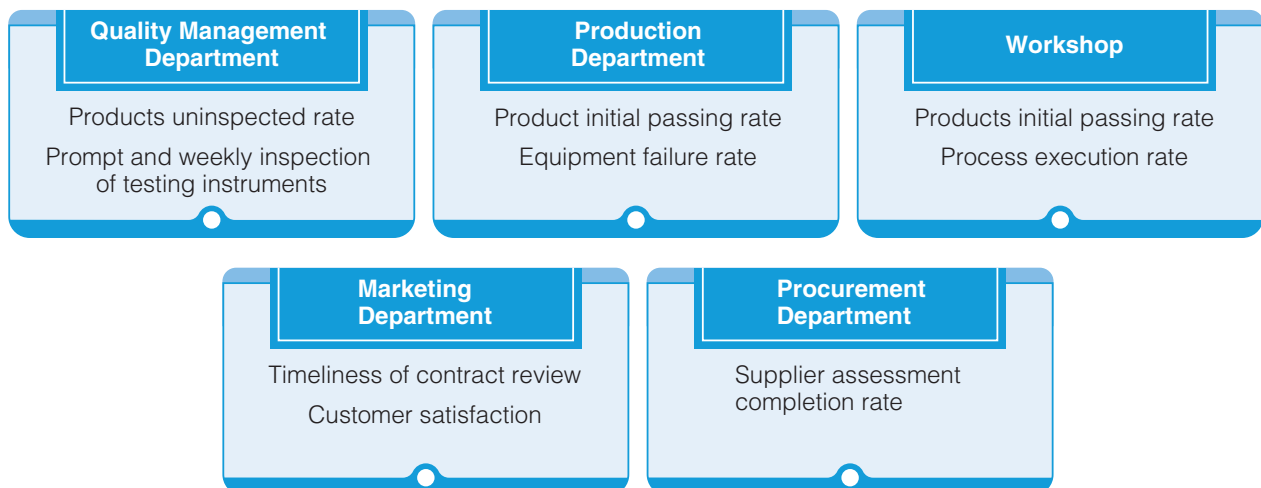 Quality Management
Department
Products uninspected rate
Prompt and weekly inspection
of testing instruments
Production
Department
Product initial passing rate
Equipment failure rate
Workshop
Products initial passing rate
Process execution rate
Marketing
Department
Timeliness of contract review
Customer satisfaction
Procurement
Department
Supplier assessment
completion rate